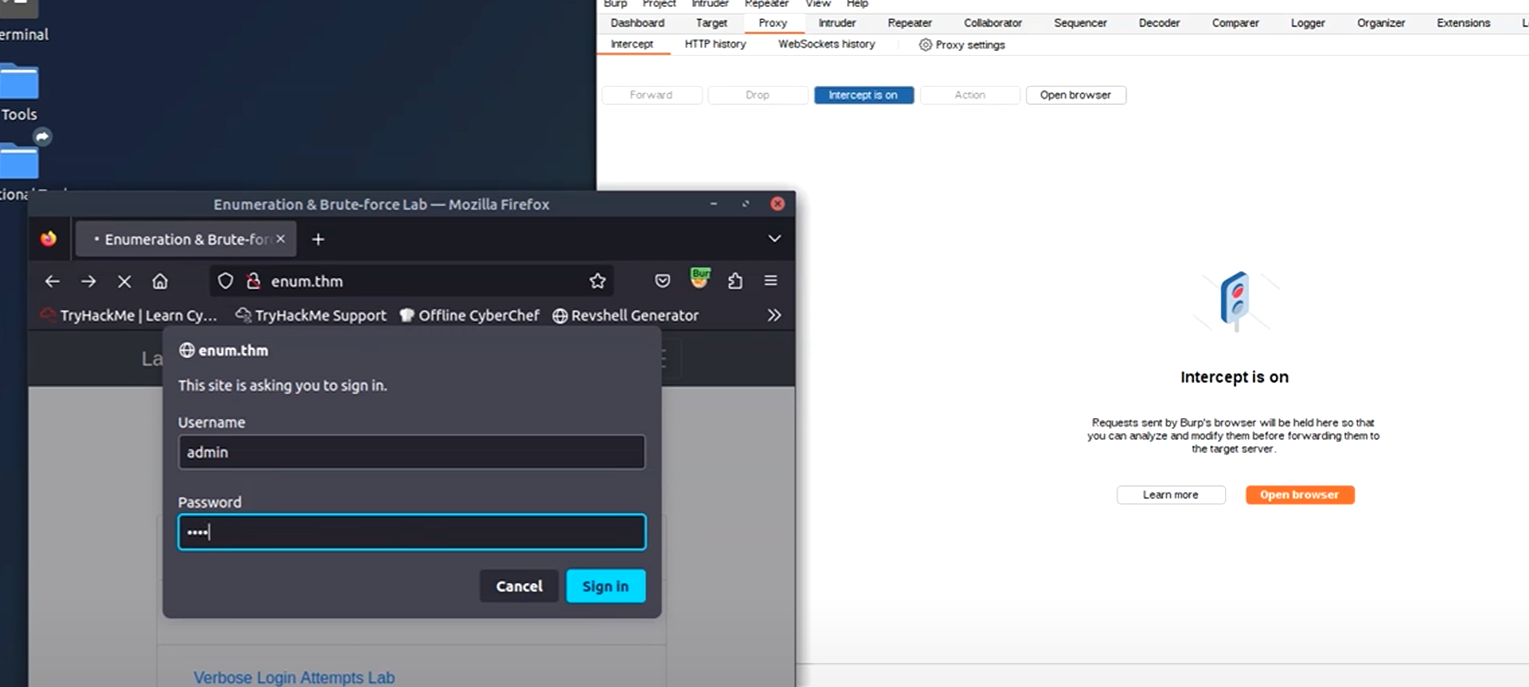 Burp Project Intruder Repeater View Help
Dashboard Target Proxy Intruder Repeater Collaborator Sequencer Decoder Comparer Logger Organizer Extensions
Intercept HTTP history WebSockets history Proxy settings
Forward Drop Intercept is on Action Open browser
erminal
Tools
Enumeration & Brute-force Lab — Mozilla Firefox
Enumeration & Brute-for
enum.thm
Bur
TryHackMe | Learn Cy... TryHackMe Support Offline CyberChef Revshell Generator
La
enum.thm
This site is asking you to sign in.
Username
admin
Password
Cancel Sign in
Verbose Login Attempts Lab
Intercept is on
Requests sent by Burp's browser will be held here so that
you can analyze and modify them before forwarding them to
the target server.
Learn more Open browser